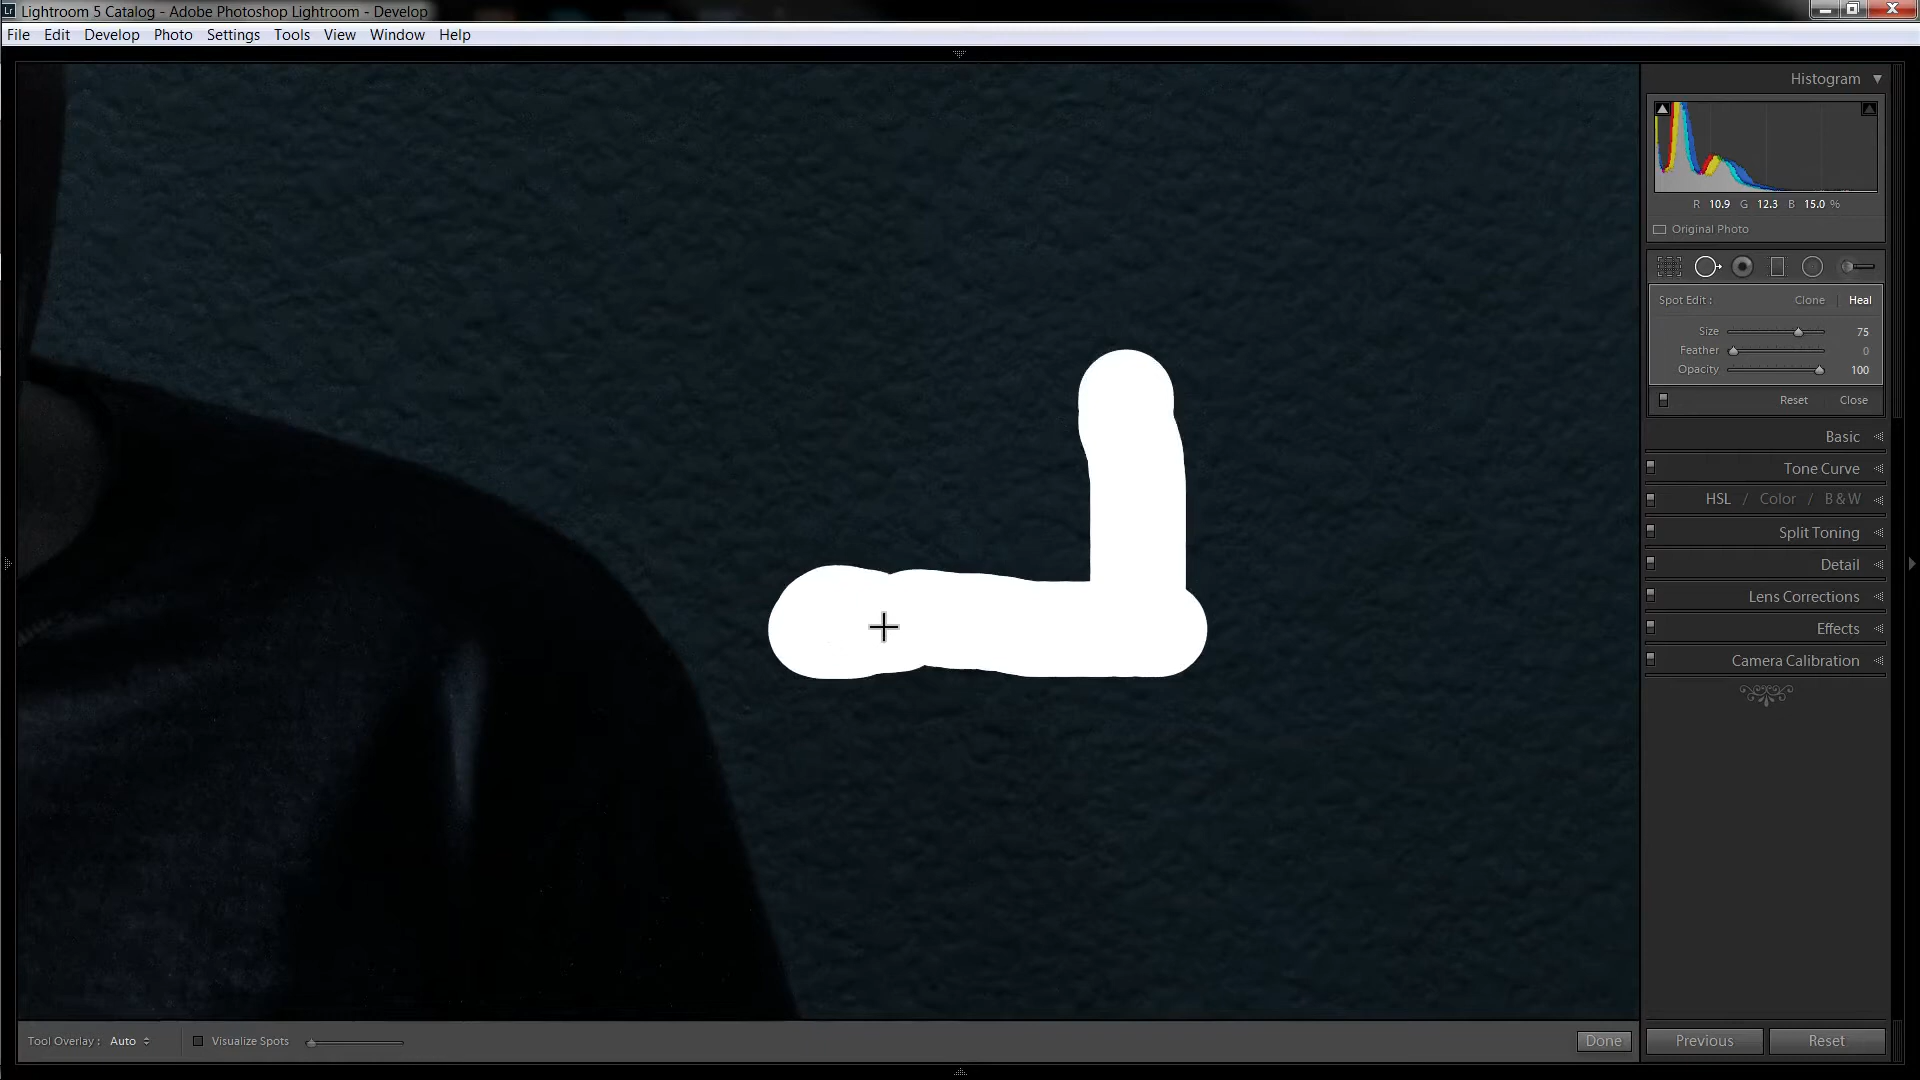 Lr Lightroom 5 Catalog - Adobe Photoshop Lightroom - Develop
File Edit Develop Photo Settings Tools View Window Help
Histogram
R 10.9 G 12.3 B 15.0 %
Original Photo
Spot Edit : Clone Heal
Size 75
Feather 0
Opacity 100
Reset Close
Basic
Tone Curve
HSL / Color / B & W
Split Toning
Detail
Lens Corrections
Effects
Camera Calibration
Tool Overlay : Auto Visualize Spots Done
Previous Reset